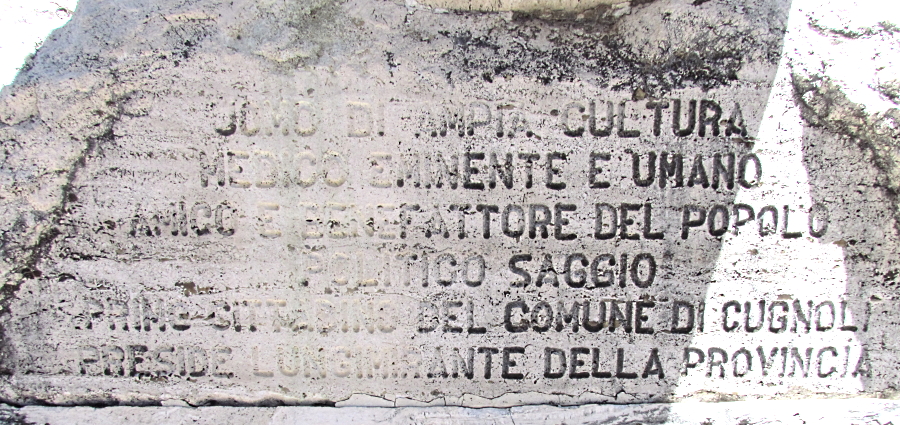 UOMO DI AMPIA CULTURA
MEDICO EMINENTE E UMANO
AMICO E BENEFATTORE DEL POPOLO
POLITICO SAGGIO
PRIMO CITTADINO DEL COMUNE DI CUGNOLI
PRESIDE LUNGIMIRANTE DELLA PROVINCIA